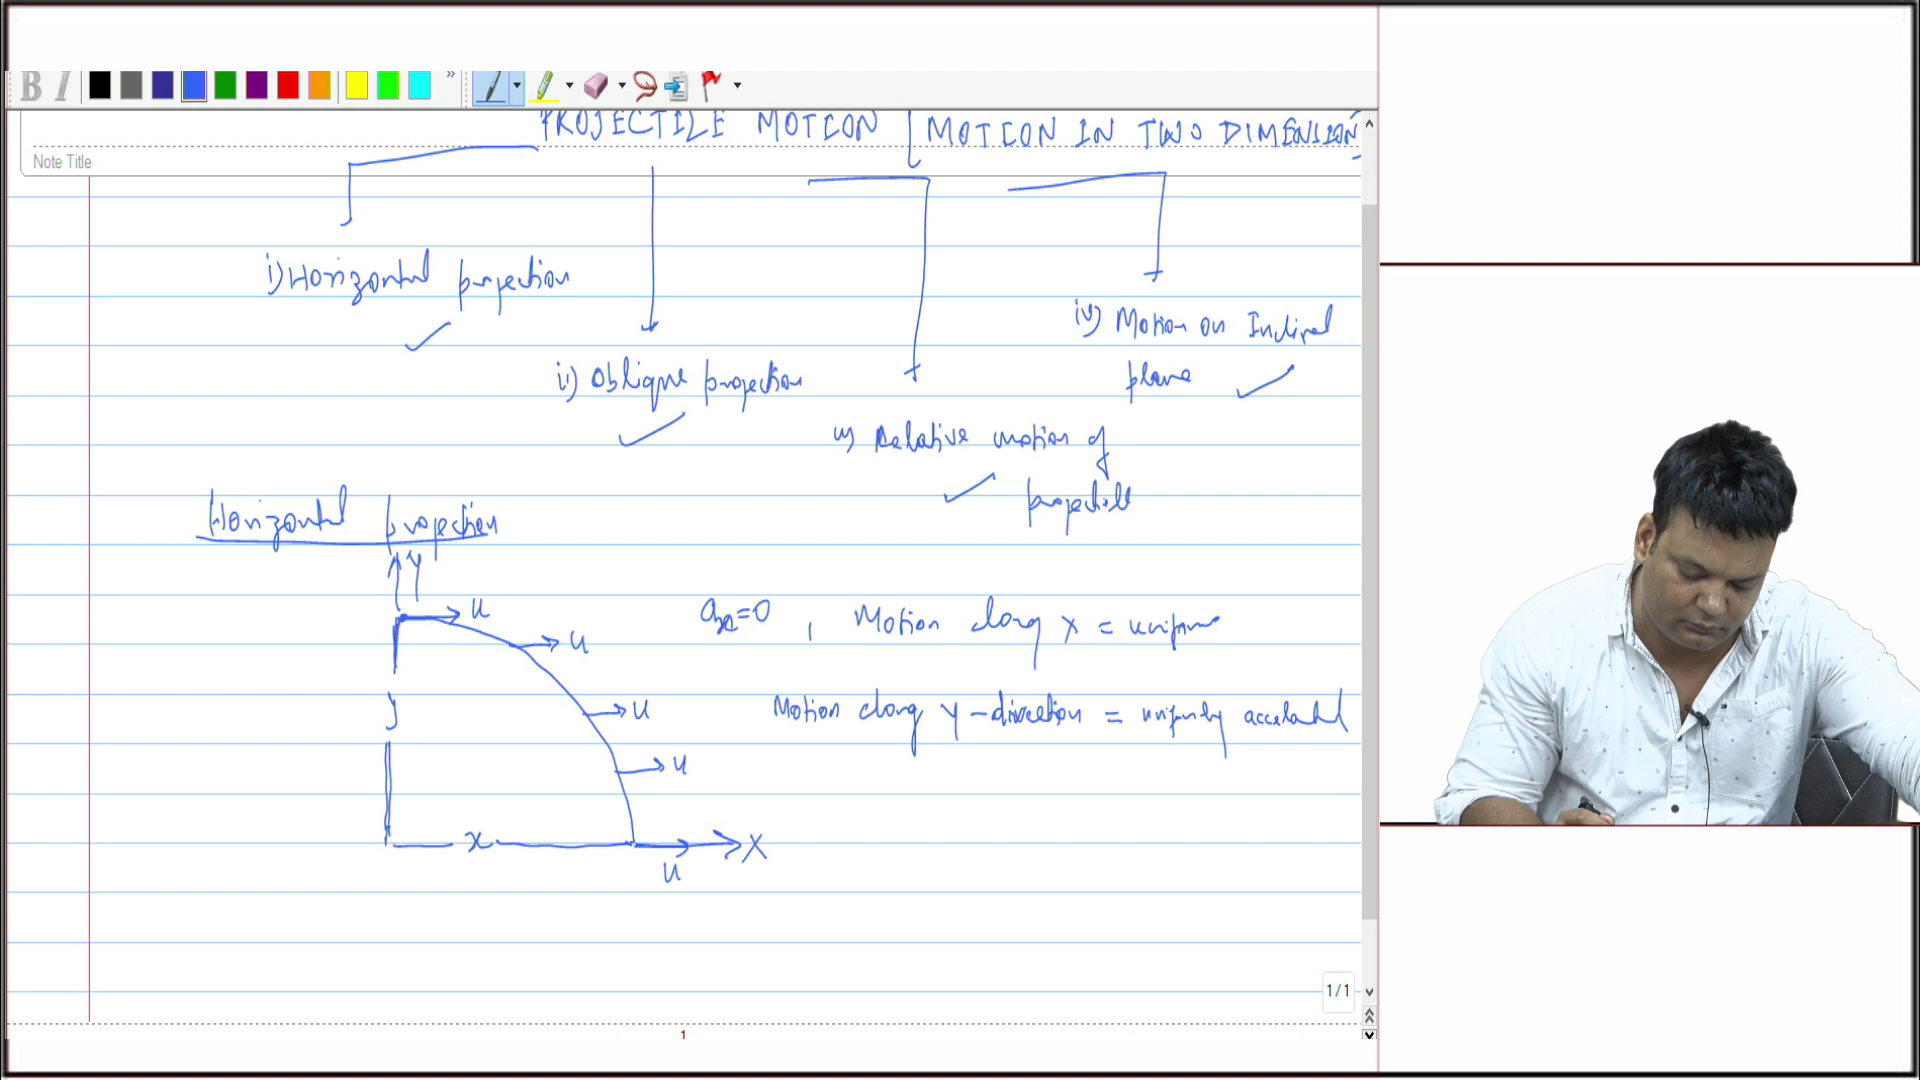 B I
PROJECTILE MOTION [MOTION IN TWO DIMENSION]
Note Title
i) Horizontal projection
ii) Oblique projection
iv) Motion on Inclined
plane
Relative motion of
projectile
Horizontal projection
Y
u
u
u
u
y
x
X
u
ax=0 , Motion along X = uniform
Motion along Y-direction = uniformly accelerated
1/1
1